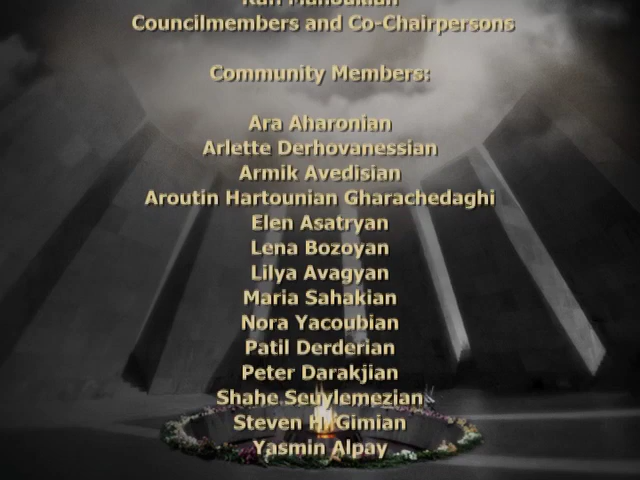 Councilmembers and Co-Chairpersons
Community Members:
Ara Aharonian
Arlette Derhovanessian
Armik Avedisian
Aroutin Hartounian Gharachedaghi
Elen Asatryan
Lena Bozoyan
Lilya Avagyan
Maria Sahakian
Nora Yacoubian
Patil Derderian
Peter Darakjian
Shahe Seuylemezian
Steven H. Gimian
Yasmin Alpay